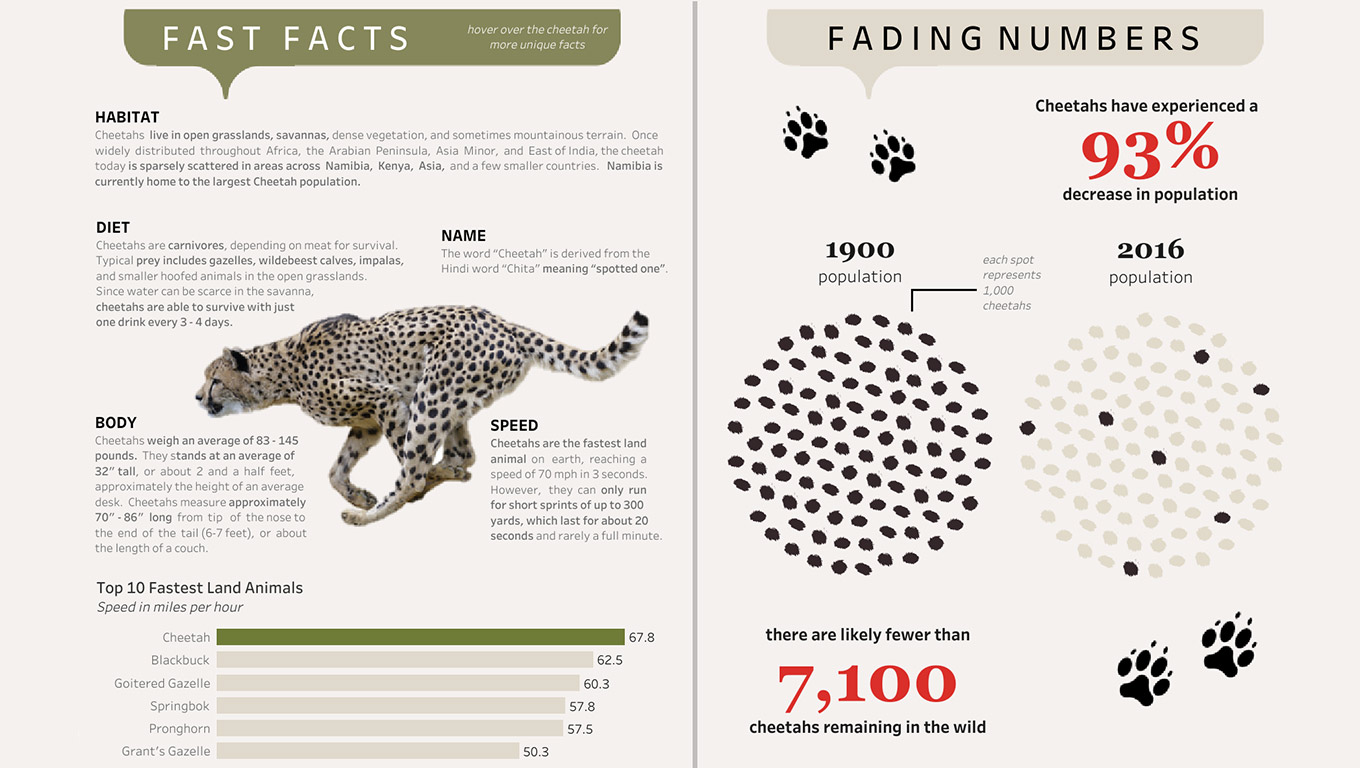 FAST FACTS
hover over the cheetah for
more unique facts
HABITAT
Cheetahs live in open grasslands, savannas, dense vegetation, and sometimes mountainous terrain. Once
widely distributed throughout Africa, the Arabian Peninsula, Asia Minor, and East of India, the cheetah
today is sparsely scattered in areas across Namibia, Kenya, Asia, and a few smaller countries. Namibia is
currently home to the largest Cheetah population.
DIET
Cheetahs are carnivores, depending on meat for survival.
Typical prey includes gazelles, wildebeest calves, impalas,
and smaller hoofed animals in the open grasslands.
Since water can be scarce in the savanna,
cheetahs are able to survive with just
one drink every 3 - 4 days.
NAME
The word “Cheetah” is derived from the
Hindi word “Chita” meaning “spotted one”.
BODY
Cheetahs weigh an average of 83 - 145
pounds. They stands at an average of
32” tall, or about 2 and a half feet,
approximately the height of an average
desk. Cheetahs measure approximately
70” - 86” long from tip of the nose to
the end of the tail (6-7 feet), or about
the length of a couch.
SPEED
Cheetahs are the fastest land
animal on earth, reaching a
speed of 70 mph in 3 seconds.
However, they can only run
for short sprints of up to 300
yards, which last for about 20
seconds and rarely a full minute.
Top 10 Fastest Land Animals
Speed in miles per hour
Cheetah 67.8
Blackbuck 62.5
Goitered Gazelle 60.3
Springbok 57.8
Pronghorn 57.5
Grant's Gazelle 50.3
FADING NUMBERS
Cheetahs have experienced a
93%
decrease in population
1900
population
each spot
represents
1,000
cheetahs
2016
population
there are likely fewer than
7,100
cheetahs remaining in the wild